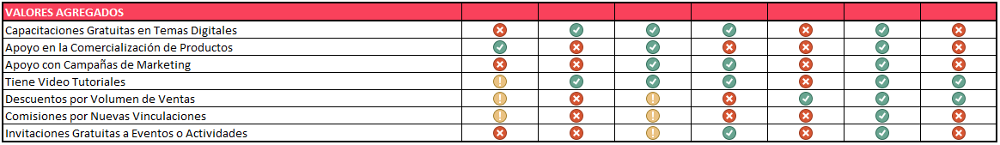 VALORES AGREGADOS
Capacitaciones Gratuitas en Temas Digitales
Apoyo en la Comercialización de Productos
Apoyo con Campañas de Marketing
Tiene Video Tutoriales
Descuentos por Volumen de Ventas
Comisiones por Nuevas Vinculaciones
Invitaciones Gratuitas a Eventos o Actividades